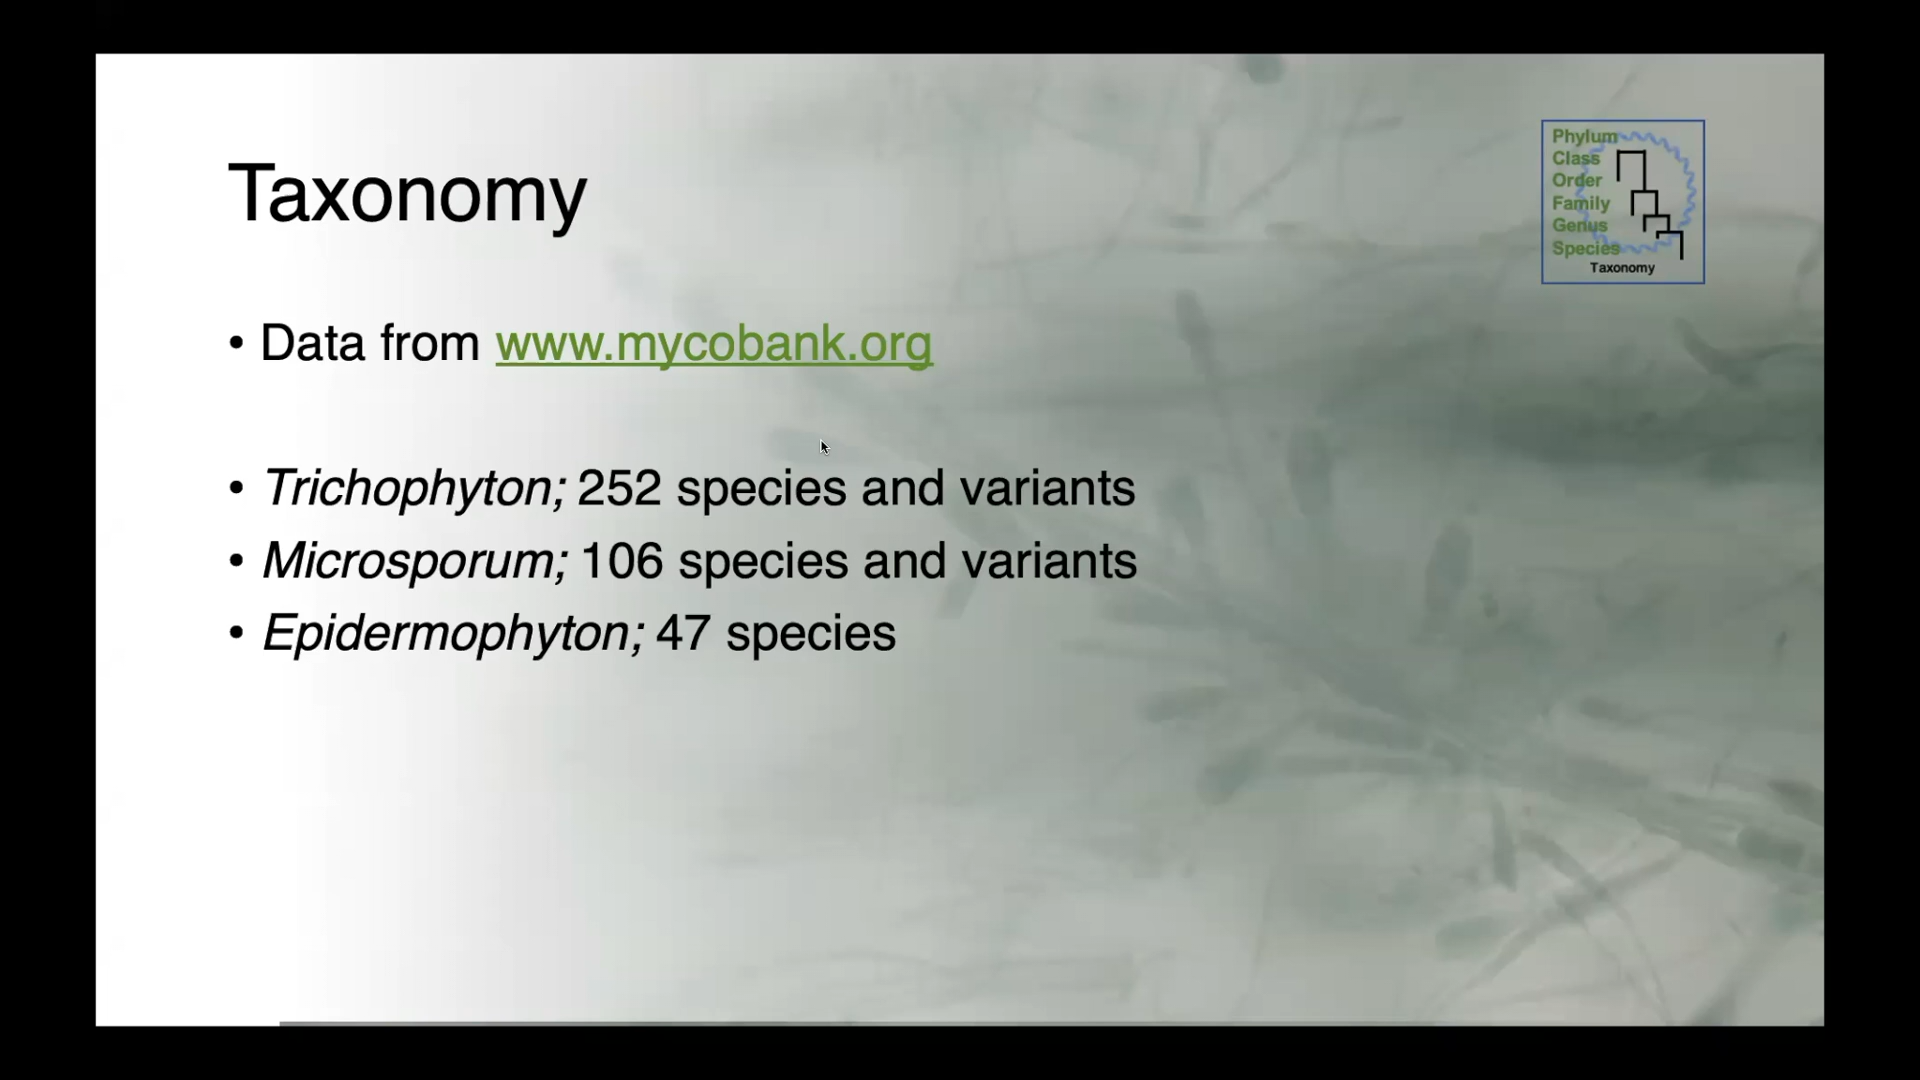 Taxonomy
Phylum
Class
Order
Family
Genus
Species
Taxonomy
• Data from www.mycobank.org
• Trichophyton; 252 species and variants
• Microsporum; 106 species and variants
• Epidermophyton; 47 species